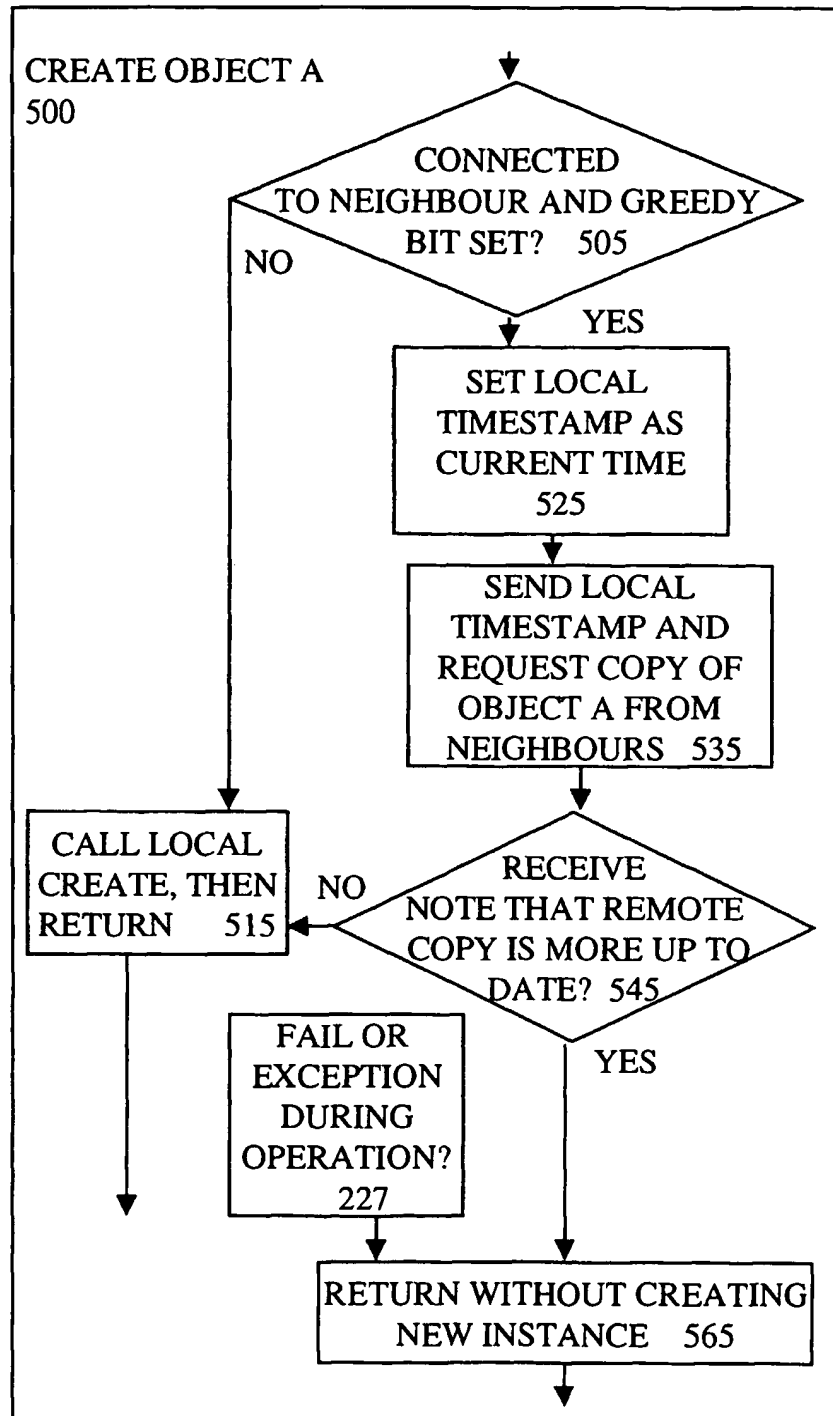 CREATE OBJECT A
500
CONNECTED
TO NEIGHBOUR AND GREEDY
BIT SET? 505
NO
YES
SET LOCAL
TIMESTAMP AS
CURRENT TIME
525
SEND LOCAL
TIMESTAMP AND
REQUEST COPY OF
OBJECT A FROM
NEIGHBOURS 535
CALL LOCAL
CREATE, THEN
RETURN 515
NO
RECEIVE
NOTE THAT REMOTE
COPY IS MORE UP TO
DATE? 545
YES
FAIL OR
EXCEPTION
DURING
OPERATION?
227
RETURN WITHOUT CREATING
NEW INSTANCE 565